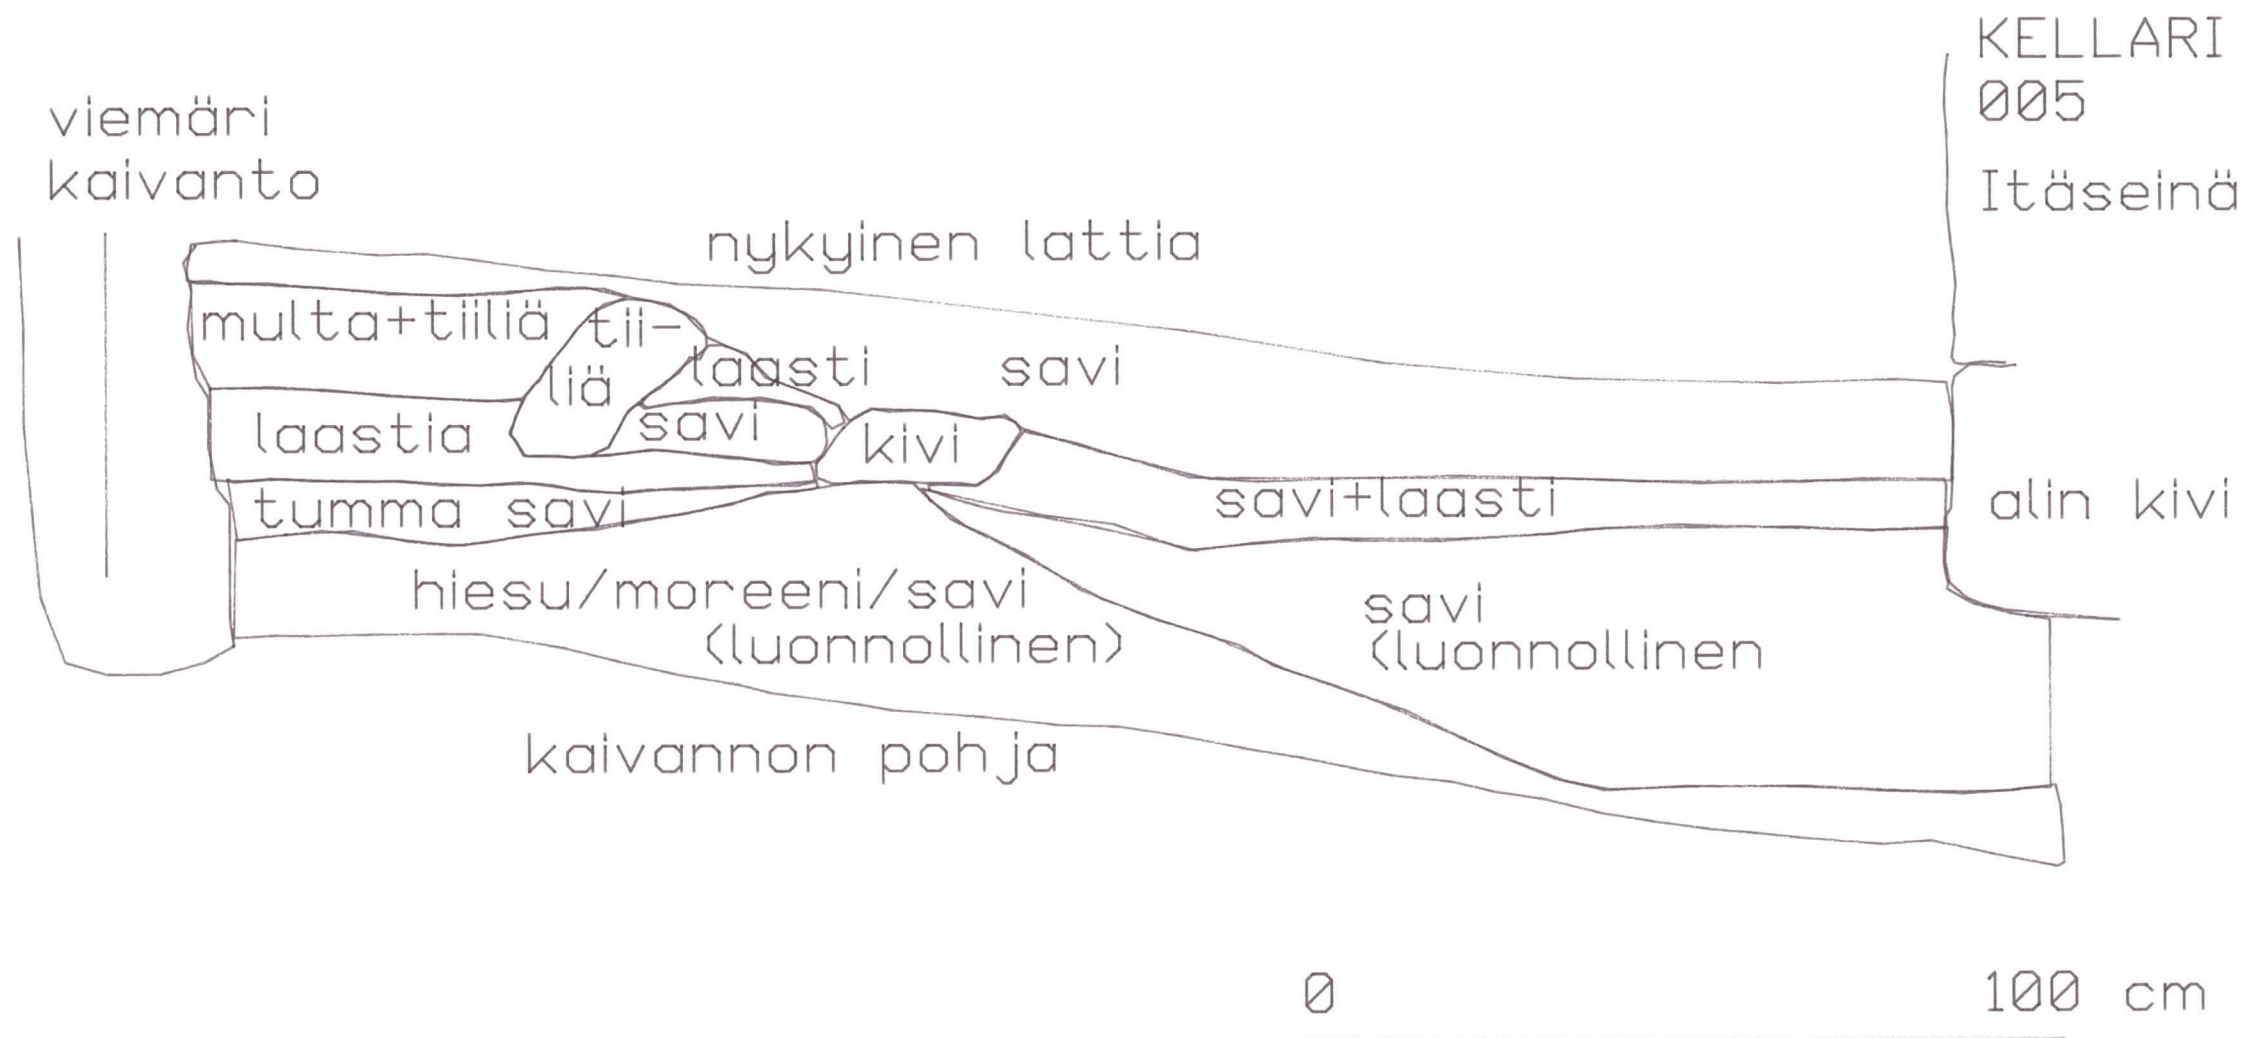 KELLARI
005
Itäseinä
viemäri
kaivanto
nykyinen lattia
multa+tiiliä
tii-
liä
laasti
savi
laastia
savi
kivi
tumma savi
savi+laasti
alin kivi
hiesu/moreeni/savi
(luonnollinen)
savi
(luonnollinen
kaivannon pohja
0
100 cm